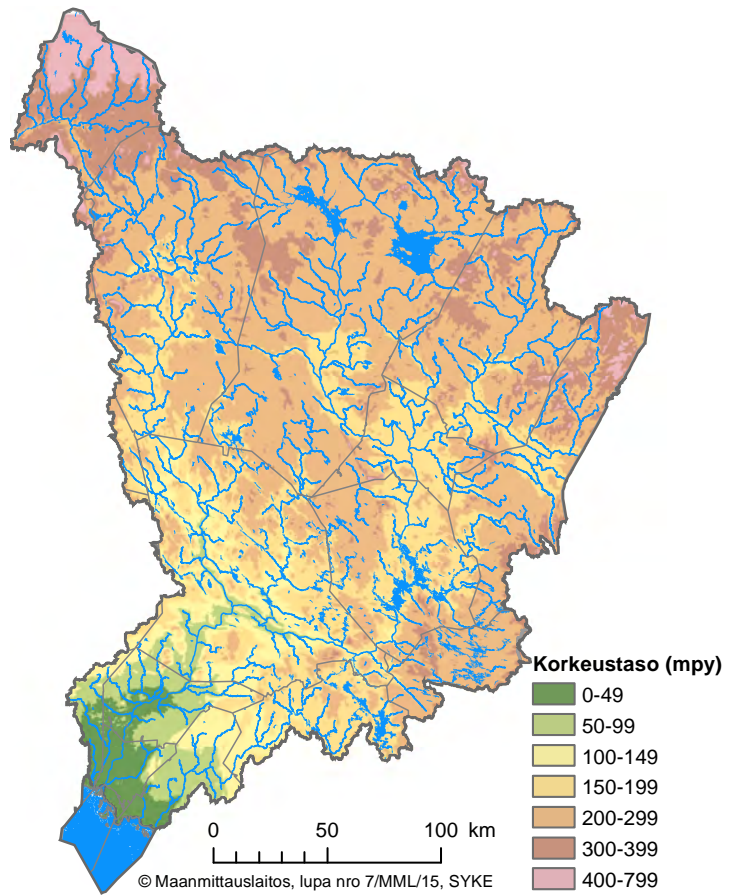 Korkeustaso (mpy)
0-49
50-99
100-149
150-199
200-299
300-399
400-799
0 50 100 km
© Maanmittauslaitos, lupa nro 7/MML/15, SYKE